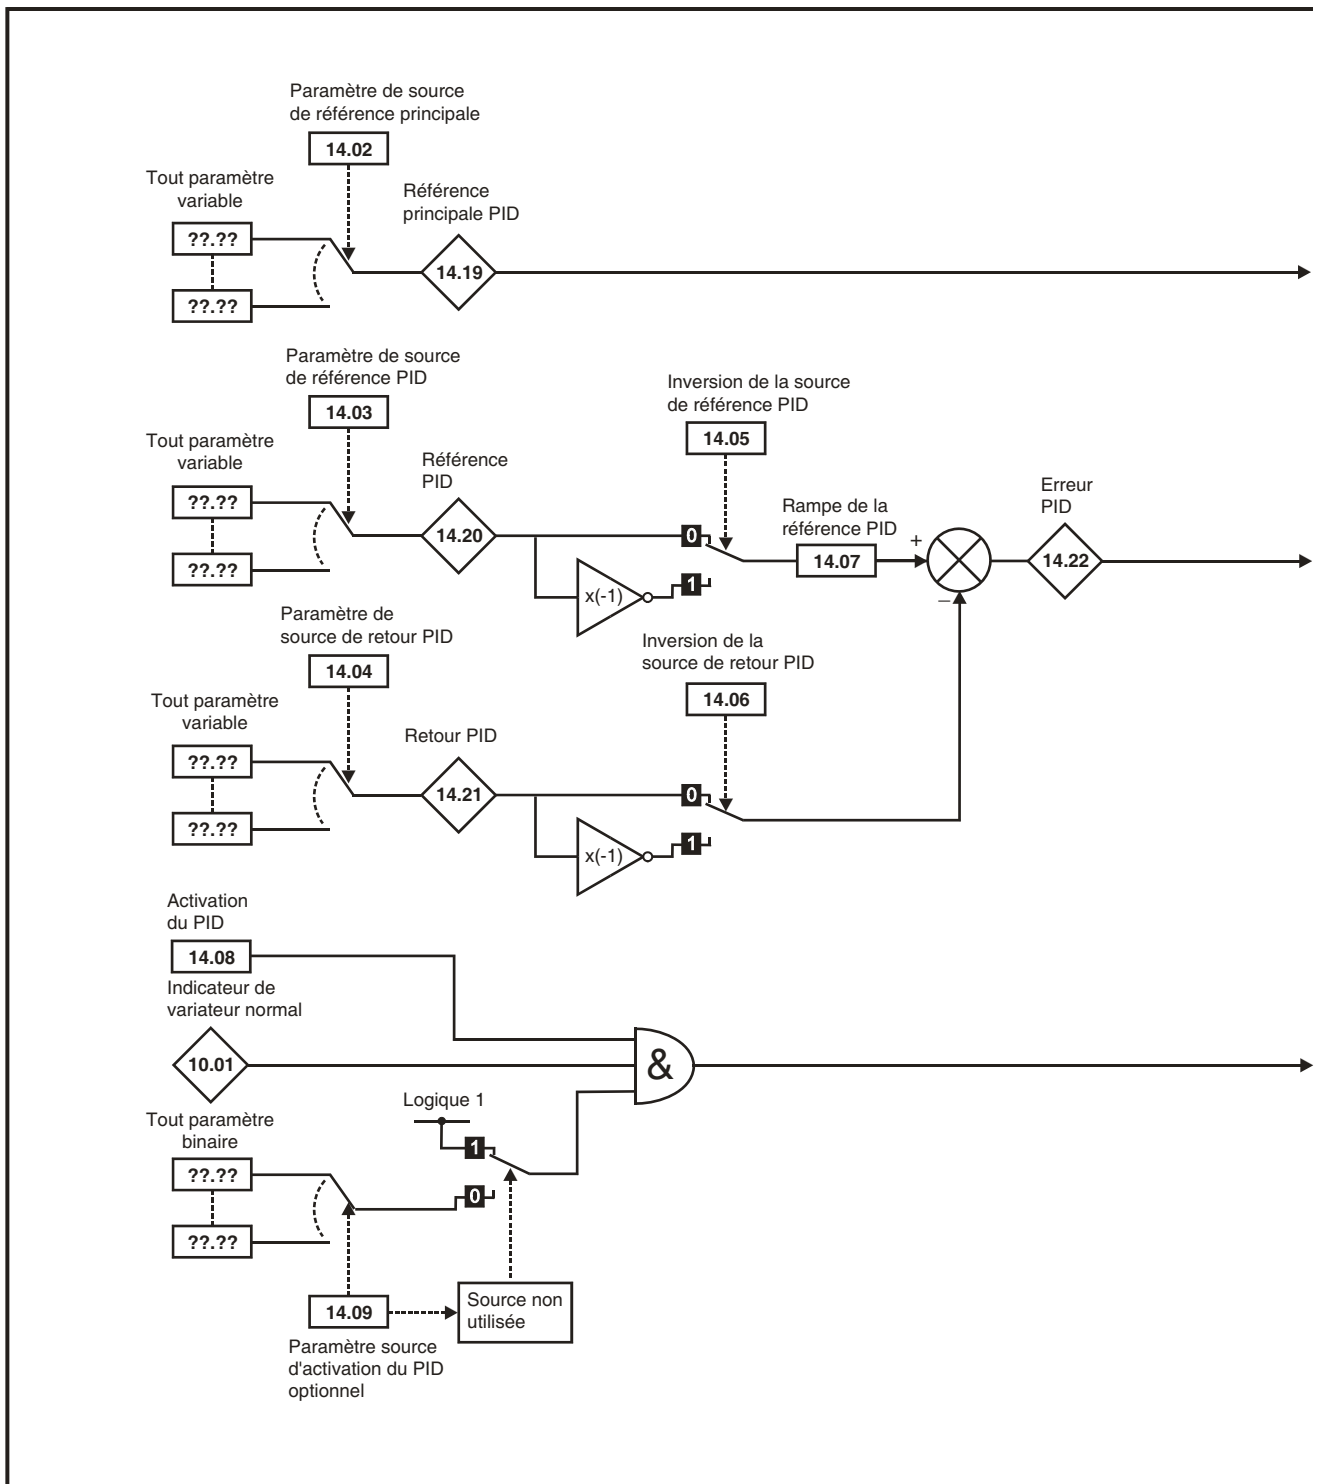 Paramètre de source
de référence principale
14.02
Tout paramètre
variable
??.??
??.??
Référence
principale PID
14.19
Paramètre de source
de référence PID
14.03
Tout paramètre
variable
??.??
??.??
Référence
PID
14.20
Inversion de la source
de référence PID
14.05
0
1
x(-1)
Rampe de la
référence PID
14.07
+
−
Erreur
PID
14.22
Paramètre de
source de retour PID
14.04
Tout paramètre
variable
??.??
??.??
Retour PID
14.21
Inversion de la
source de retour PID
14.06
0
1
x(-1)
Activation
du PID
14.08
Indicateur de
variateur normal
10.01
&
Logique 1
1
0
Tout paramètre
binaire
??.??
??.??
14.09
Source non
utilisée
Paramètre source
d'activation du PID
optionnel